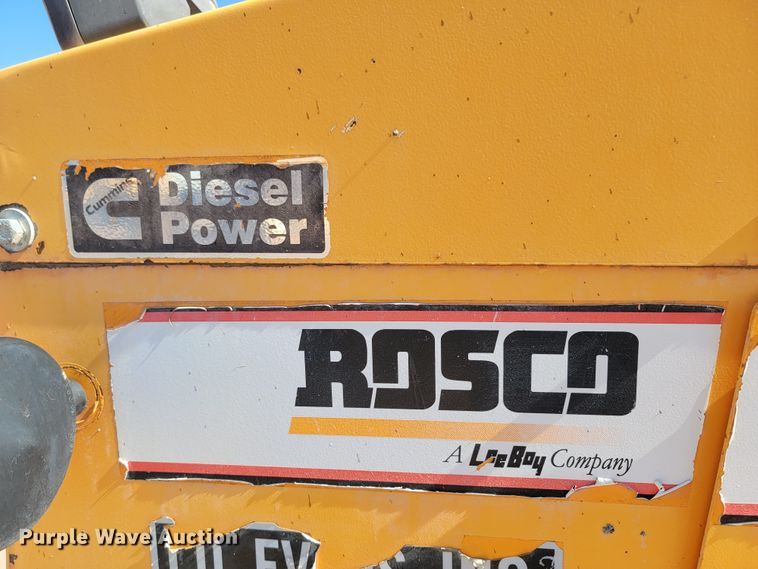 Cummins
Diesel
Power
ROSCO
A LeeBoy Company
Purple Wave Auction